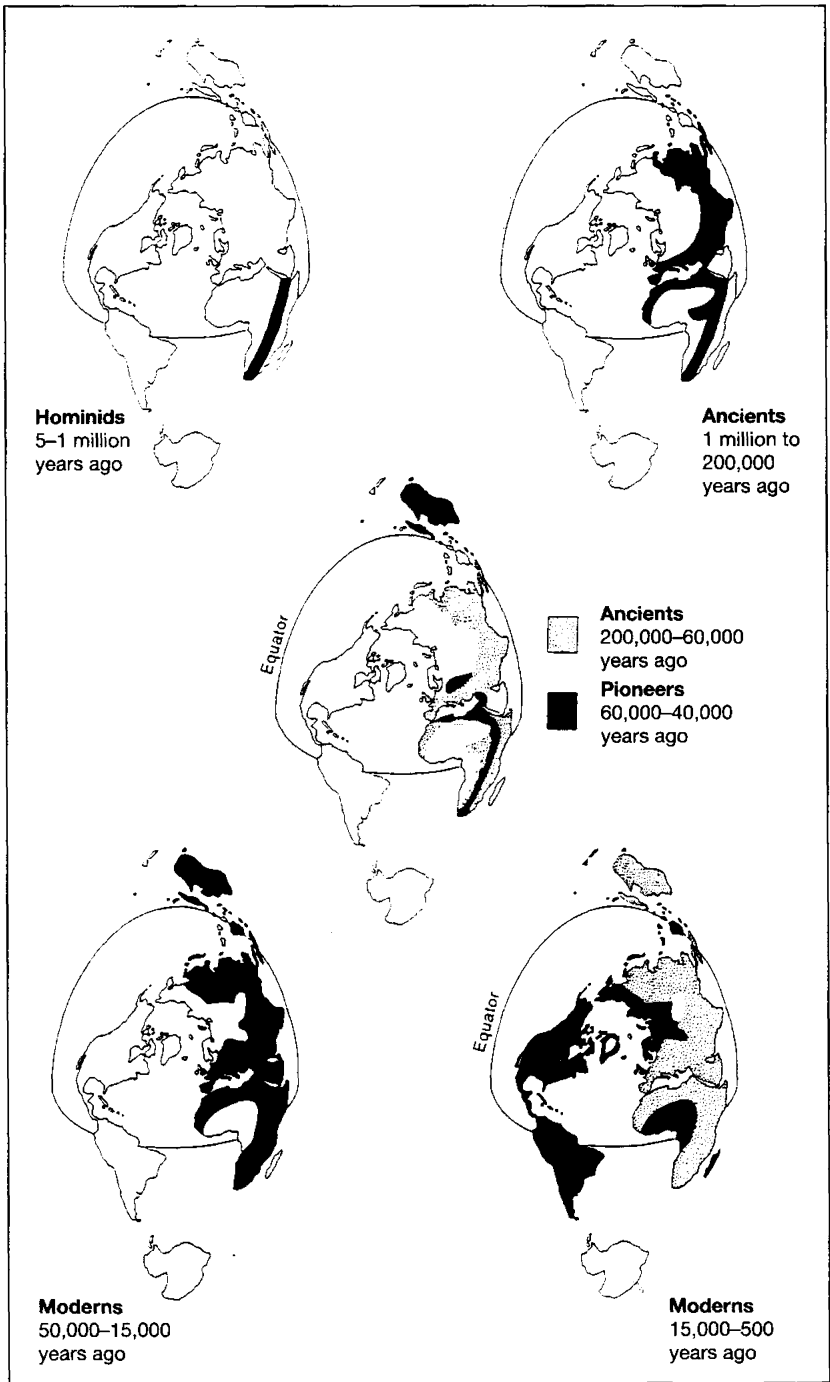 Hominids
5–1 million
years ago
Ancients
1 million to
200,000
years ago
Equator
Ancients
200,000–60,000
years ago
Pioneers
60,000–40,000
years ago
Equator
Moderns
50,000–15,000
years ago
Moderns
15,000–500
years ago